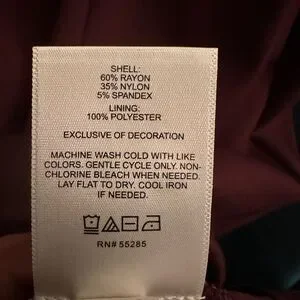 SHELL:
60% RAYON
35% NYLON
5% SPANDEX
LINING:
100% POLYESTER
EXCLUSIVE OF DECORATION
MACHINE WASH COLD WITH LIKE
COLORS. GENTLE CYCLE ONLY. NON-
CHLORINE BLEACH WHEN NEEDED.
LAY FLAT TO DRY. COOL IRON
IF NEEDED.
RN# 55285